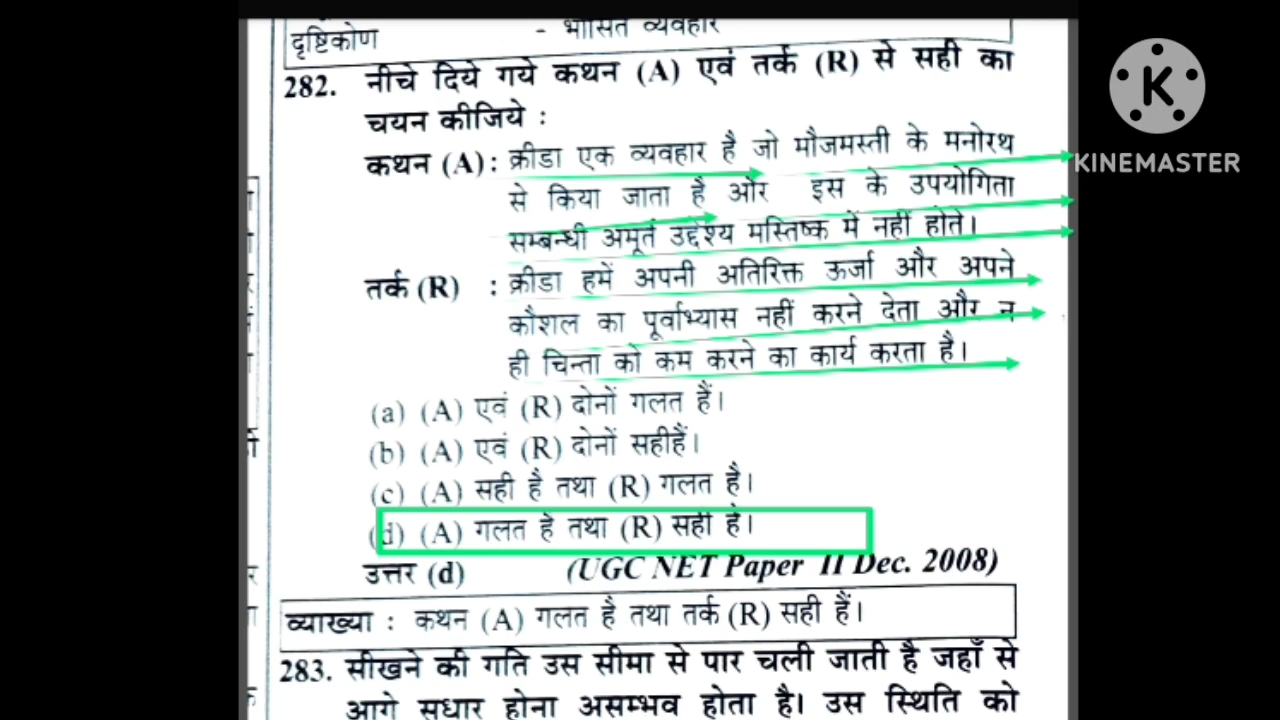 दृष्टिकोण - भासित व्यवहार
282. नीचे दिये गये कथन (A) एवं तर्क (R) से सही का
चयन कीजिये :
कथन (A): क्रीडा एक व्यवहार है जो मौजमस्ती के मनोरथ
से किया जाता है और इस के उपयोगिता
सम्बन्धी अमूर्त उद्देश्य मस्तिष्क में नहीं होते।
तर्क (R) : क्रीडा हमें अपनी अतिरिक्त ऊर्जा और अपने
कौशल का पूर्वाभ्यास नहीं करने देता और न
ही चिन्ता को कम करने का कार्य करता है।
(a) (A) एवं (R) दोनों गलत हैं।
(b) (A) एवं (R) दोनों सहीहैं।
(c) (A) सही है तथा (R) गलत है।
(d) (A) गलत है तथा (R) सही है।
उत्तर (d) (UGC NET Paper II Dec. 2008)
व्याख्या : कथन (A) गलत है तथा तर्क (R) सही हैं।
283. सीखने की गति उस सीमा से पार चली जाती है जहाँ से
आगे सुधार होना असम्भव होता है। उस स्थिति को
K
KINEMASTER